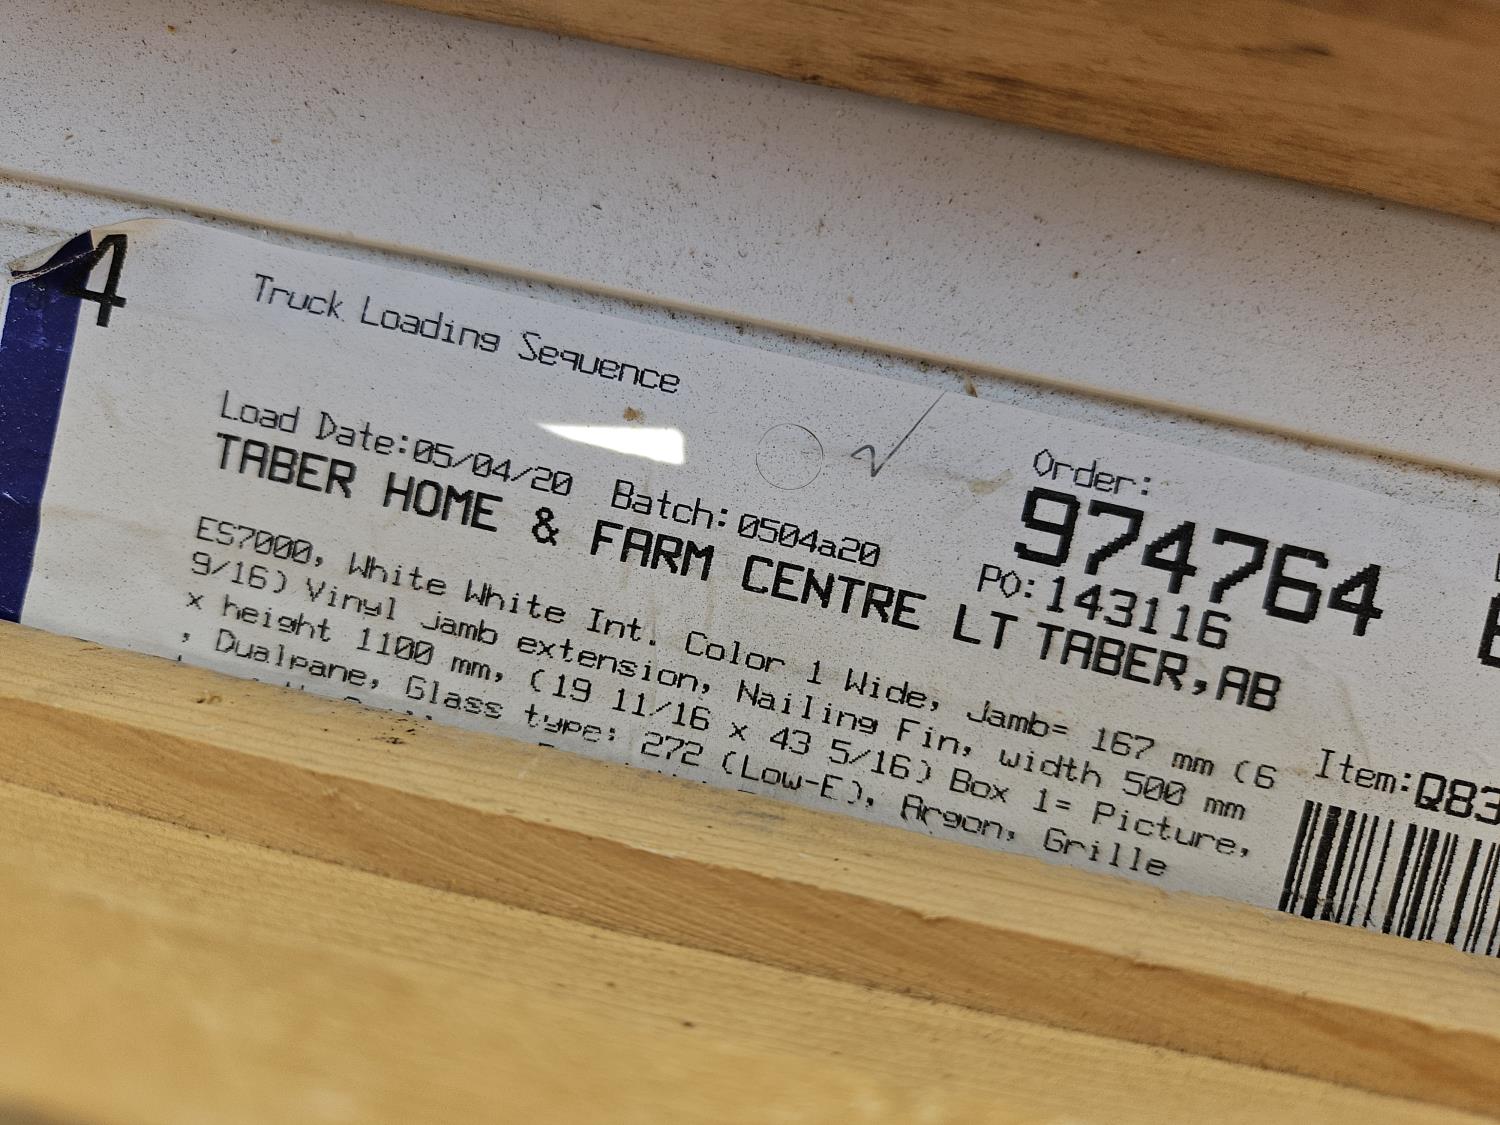 4
Truck Loading Sequence
Load Date:05/04/20 Batch:0504a20
Order:
974764
PO:143116
TABER HOME & FARM CENTRE LT TABER,AB
ES7000, White White Int. Color 1 Wide, Jamb= 167 mm (6
9/16) Vinyl jamb extension, Nailing Fin, width 500 mm
x height 1100 mm, (19 11/16 x 43 5/16) Box 1= Picture,
, Dualpane, Glass type: 272 (Low-E), Argon, Grille
Item:Q83